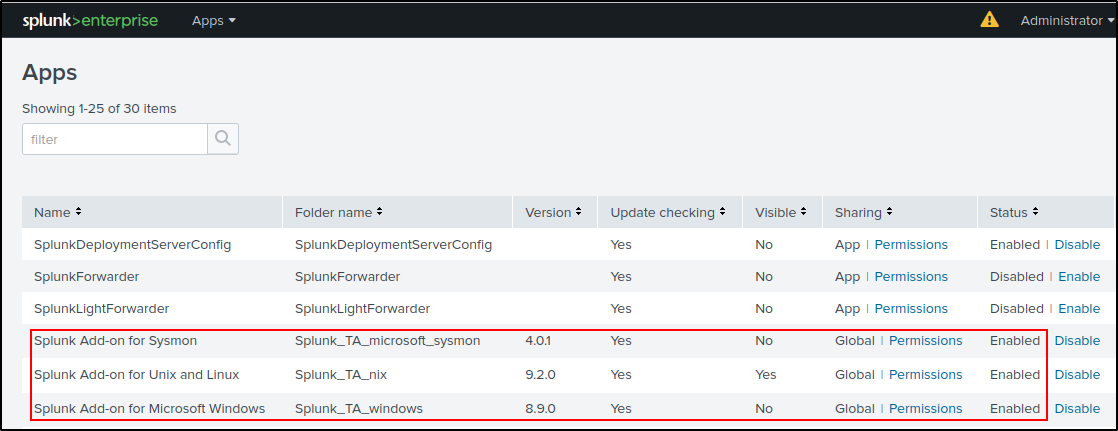 splunk>enterprise Apps Administrator
Apps
Showing 1-25 of 30 items
filter
Name Folder name Version Update checking Visible Sharing Status
SplunkDeploymentServerConfig SplunkDeploymentServerConfig Yes No App | Permissions Enabled | Disable
SplunkForwarder SplunkForwarder Yes No App | Permissions Disabled | Enable
SplunkLightForwarder SplunkLightForwarder Yes No App | Permissions Disabled | Enable
Splunk Add-on for Sysmon Splunk_TA_microsoft_sysmon 4.0.1 Yes No Global | Permissions Enabled Disable
Splunk Add-on for Unix and Linux Splunk_TA_nix 9.2.0 Yes Yes Global | Permissions Enabled Disable
Splunk Add-on for Microsoft Windows Splunk_TA_windows 8.9.0 Yes No Global | Permissions Enabled Disable